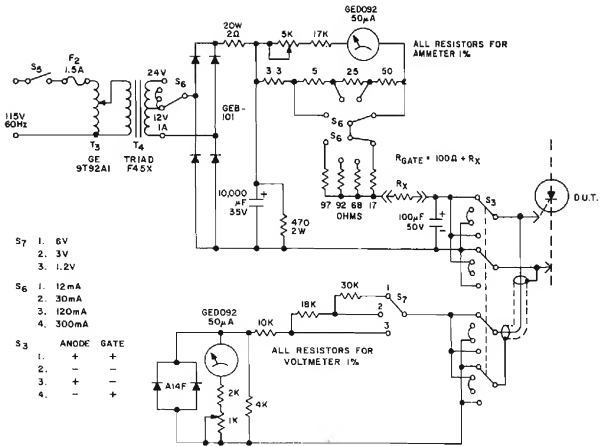 GED092
50μA
20W
2Ω
5K
17K
ALL RESISTORS FOR
AMMETER 1%
S5
F2
1.5A
24V
S6
3.3
5
25
50
115V
60Hz
12V
1A
GEB-
101
S6
S6
T3
GE
9T92A1
T4
TRIAD
F45X
RGATE = 100Ω + RX
RX
10,000
μF
35V
+
97 92 68 17
OHMS
470
2W
100μF
50V
+
−
S3
D.U.T.
S7 1. 6V
2. 3V
3. 1.2V
S6 1. 12mA
2. 30mA
3. 120mA
4. 300mA
S3 ANODE GATE
1. + +
2. − −
3. + −
4. − +
30K
1
S7
18K
2
3
GED092
50μA
10K
ALL RESISTORS FOR
VOLTMETER 1%
A14F
2K
1K
4K